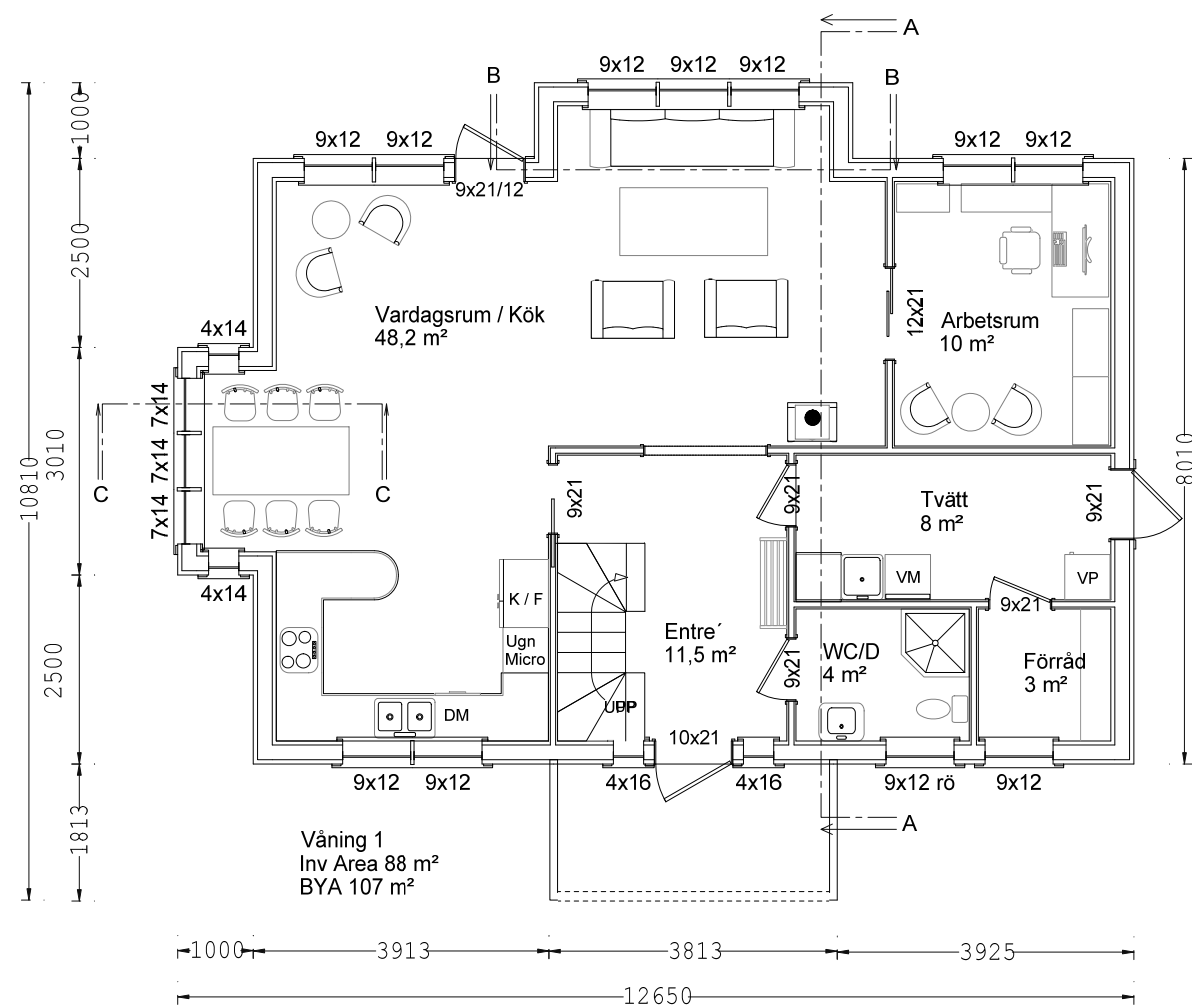 A
9x12 9x12 9x12
B
B
1000
9x12 9x12
9x12 9x12
9x21/12
2500
Vardagsrum / Kök
48,2 m²
12x21
Arbetsrum
10 m²
4x14
7x14
7x14
7x14
C
C
10810
3010
8010
9x21
9x21
Tvätt
8 m²
9x21
4x14
K / F
VM
VP
9x21
Ugn
Micro
Entre´
11,5 m²
9x21
WC/D
4 m²
Förråd
3 m²
2500
DM
UPP
10x21
9x12 9x12
4x16
4x16
9x12 rö
9x12
A
1813
Våning 1
Inv Area 88 m²
BYA 107 m²
1000
3913
3813
3925
12650